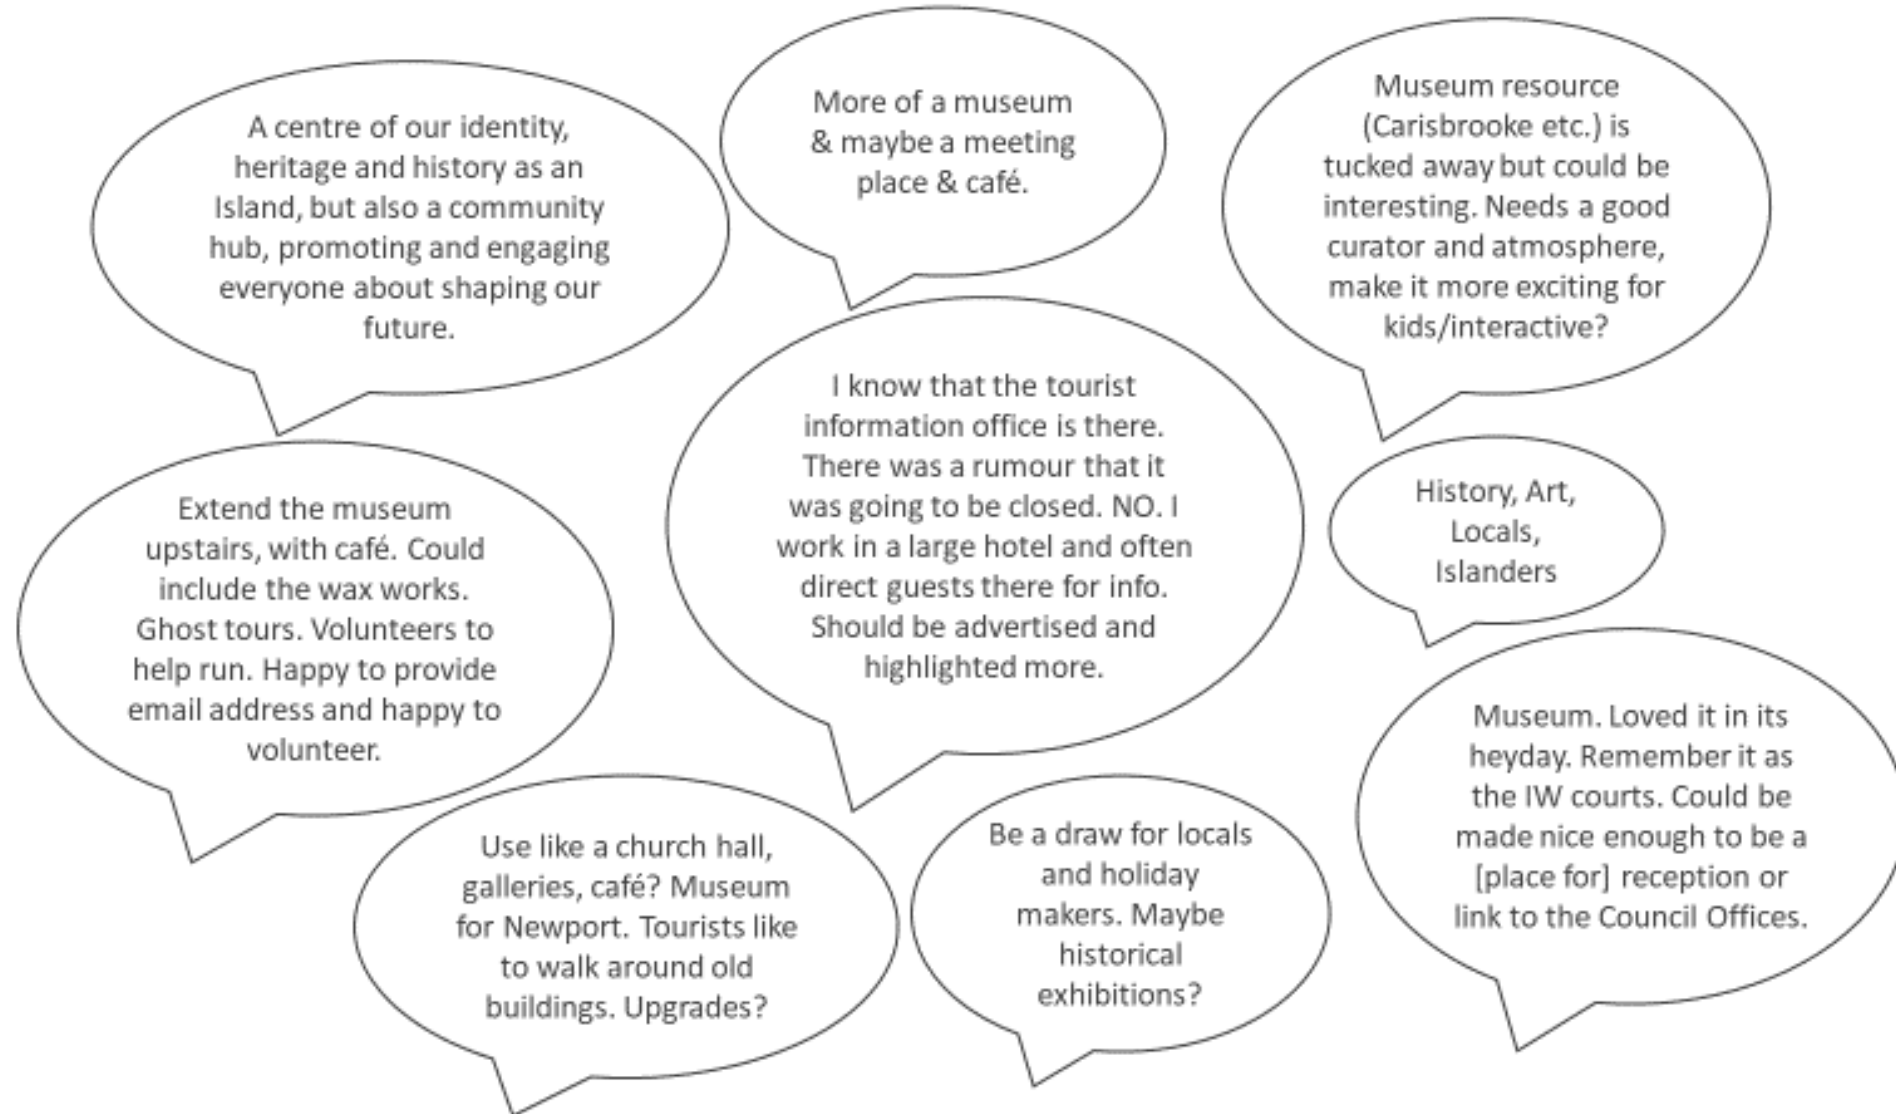 A centre of our identity,
heritage and history as an
Island, but also a community
hub, promoting and engaging
everyone about shaping our
future.
More of a museum
& maybe a meeting
place & café.
Museum resource
(Carisbrooke etc.) is
tucked away but could be
interesting. Needs a good
curator and atmosphere,
make it more exciting for
kids/interactive?
Extend the museum
upstairs, with café. Could
include the wax works.
Ghost tours. Volunteers to
help run. Happy to provide
email address and happy to
volunteer.
I know that the tourist
information office is there.
There was a rumour that it
was going to be closed. NO. I
work in a large hotel and often
direct guests there for info.
Should be advertised and
highlighted more.
History, Art,
Locals,
Islanders
Use like a church hall,
galleries, café? Museum
for Newport. Tourists like
to walk around old
buildings. Upgrades?
Be a draw for locals
and holiday
makers. Maybe
historical
exhibitions?
Museum. Loved it in its
heyday. Remember it as
the IW courts. Could be
made nice enough to be a
[place for] reception or
link to the Council Offices.